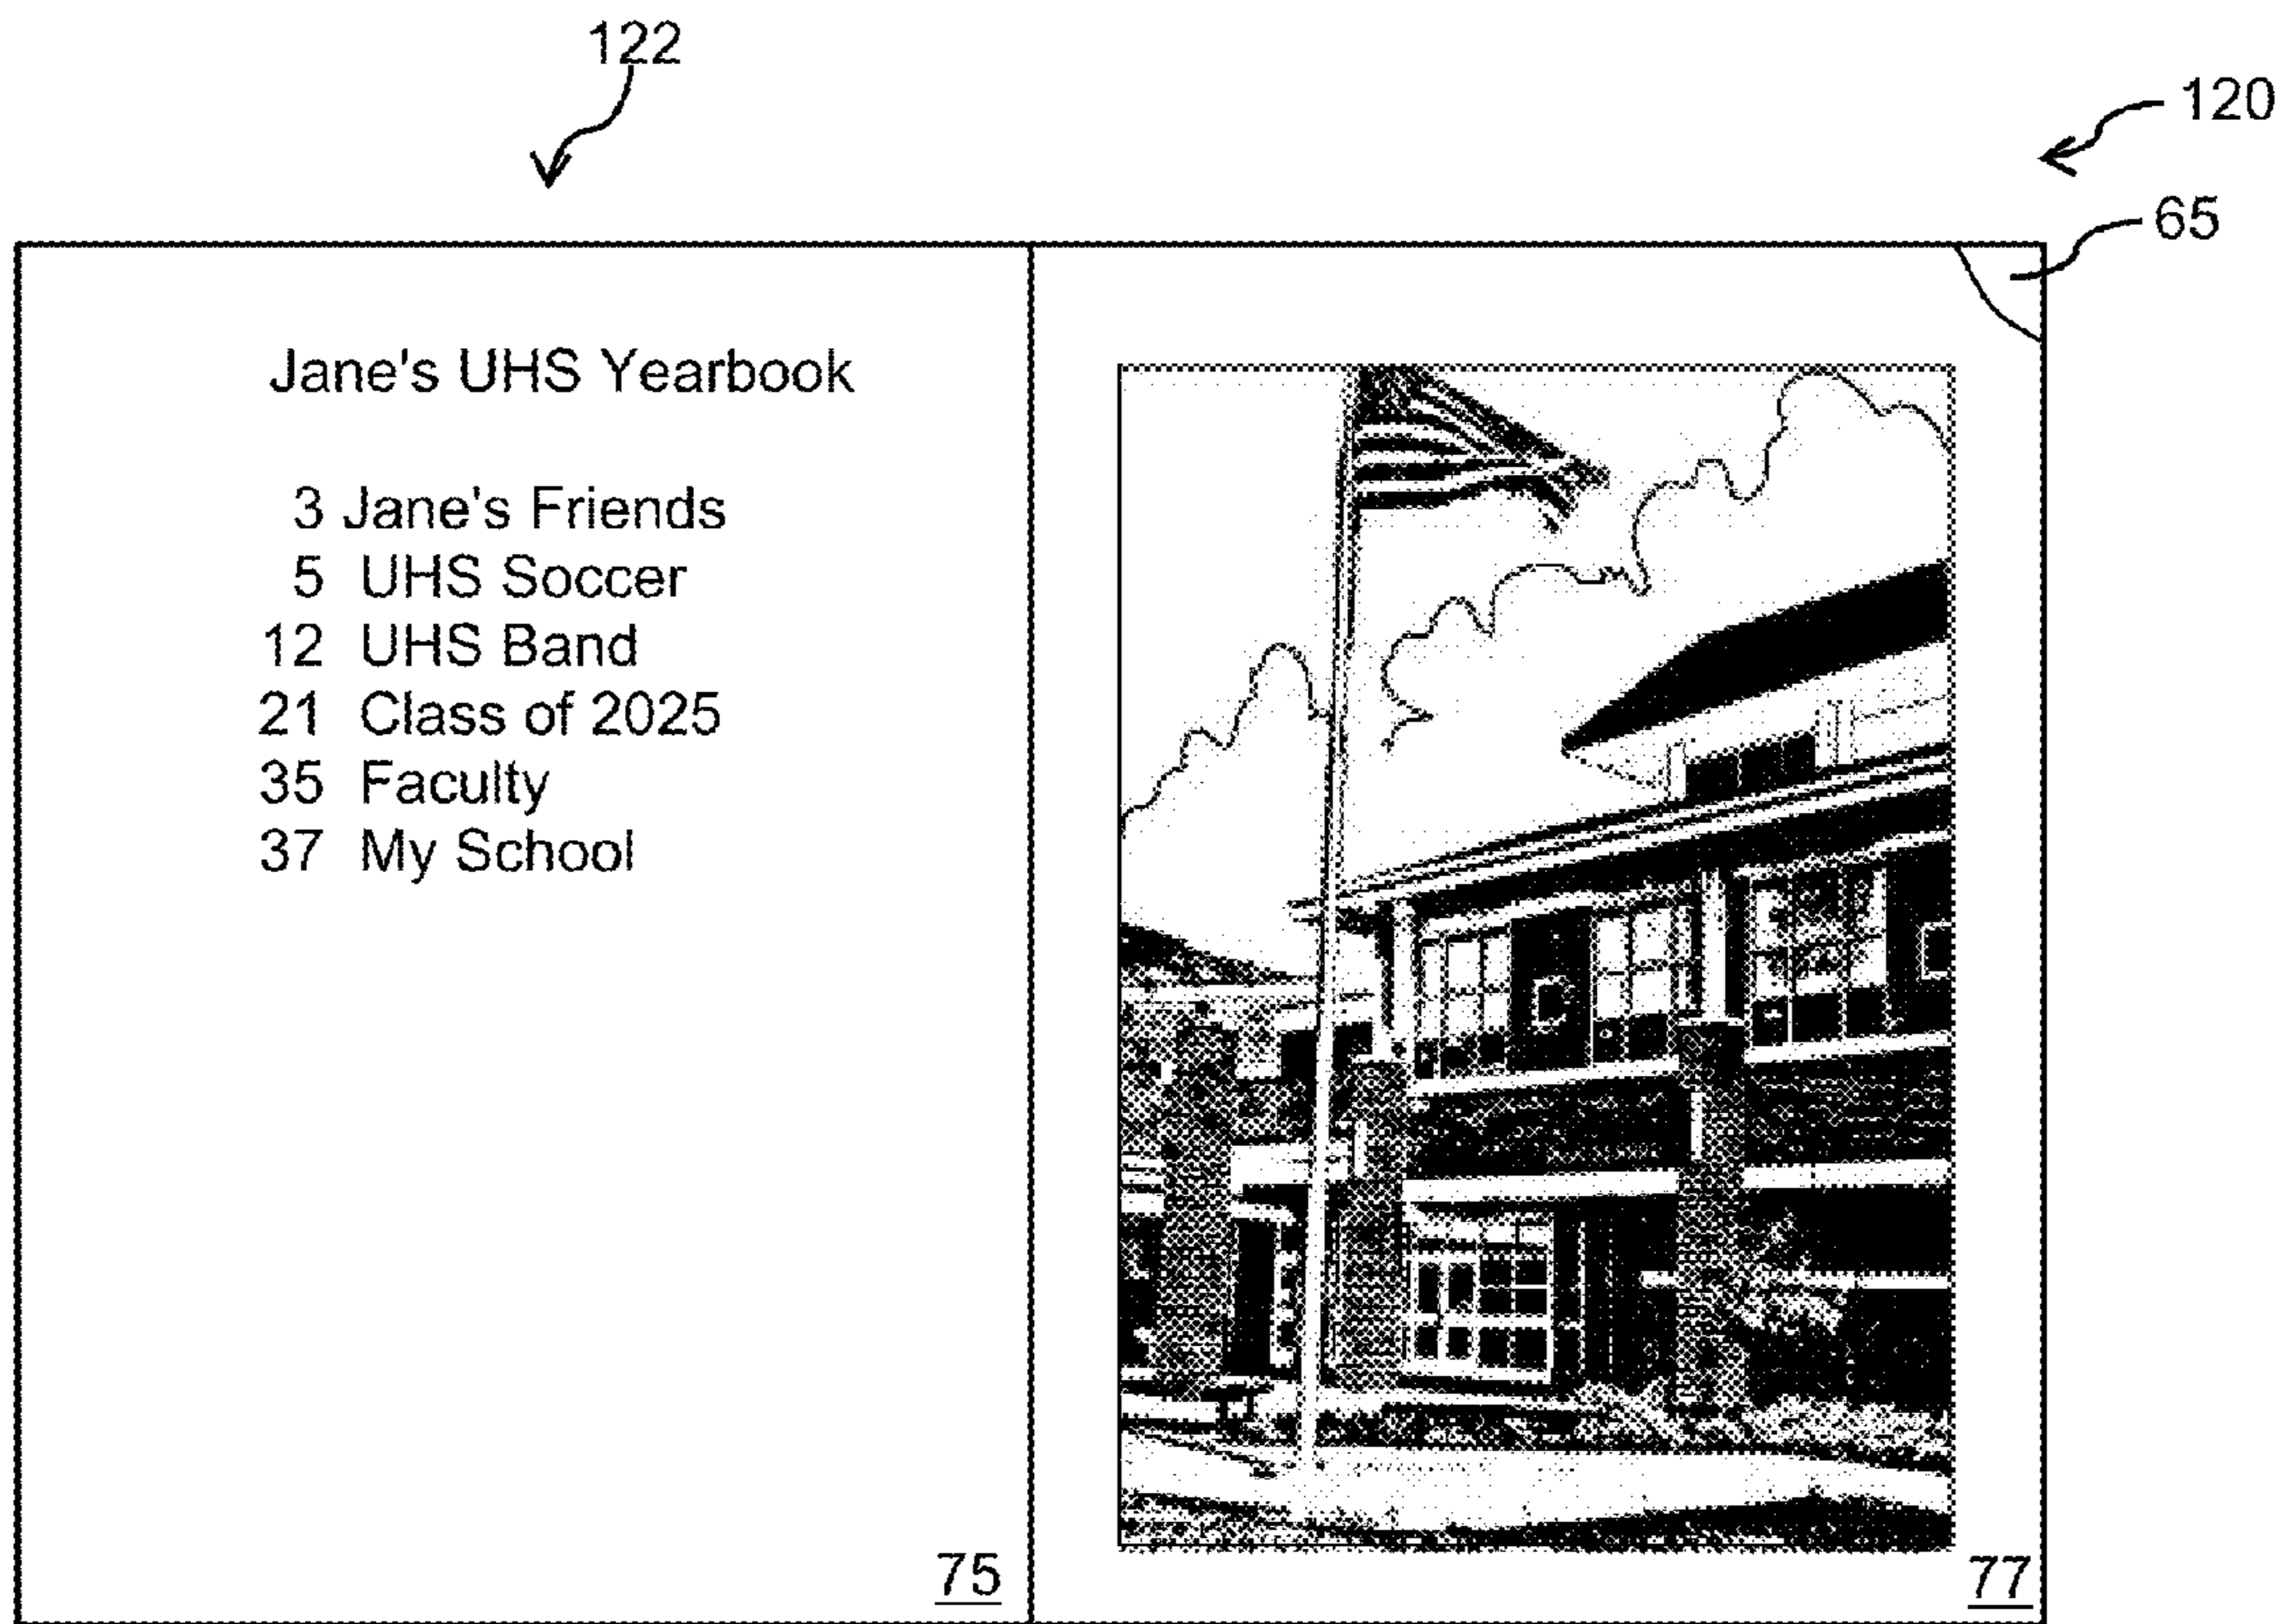 122
120
65
Jane's UHS Yearbook
3 Jane's Friends
5 UHS Soccer
12 UHS Band
21 Class of 2025
35 Faculty
37 My School
75
77